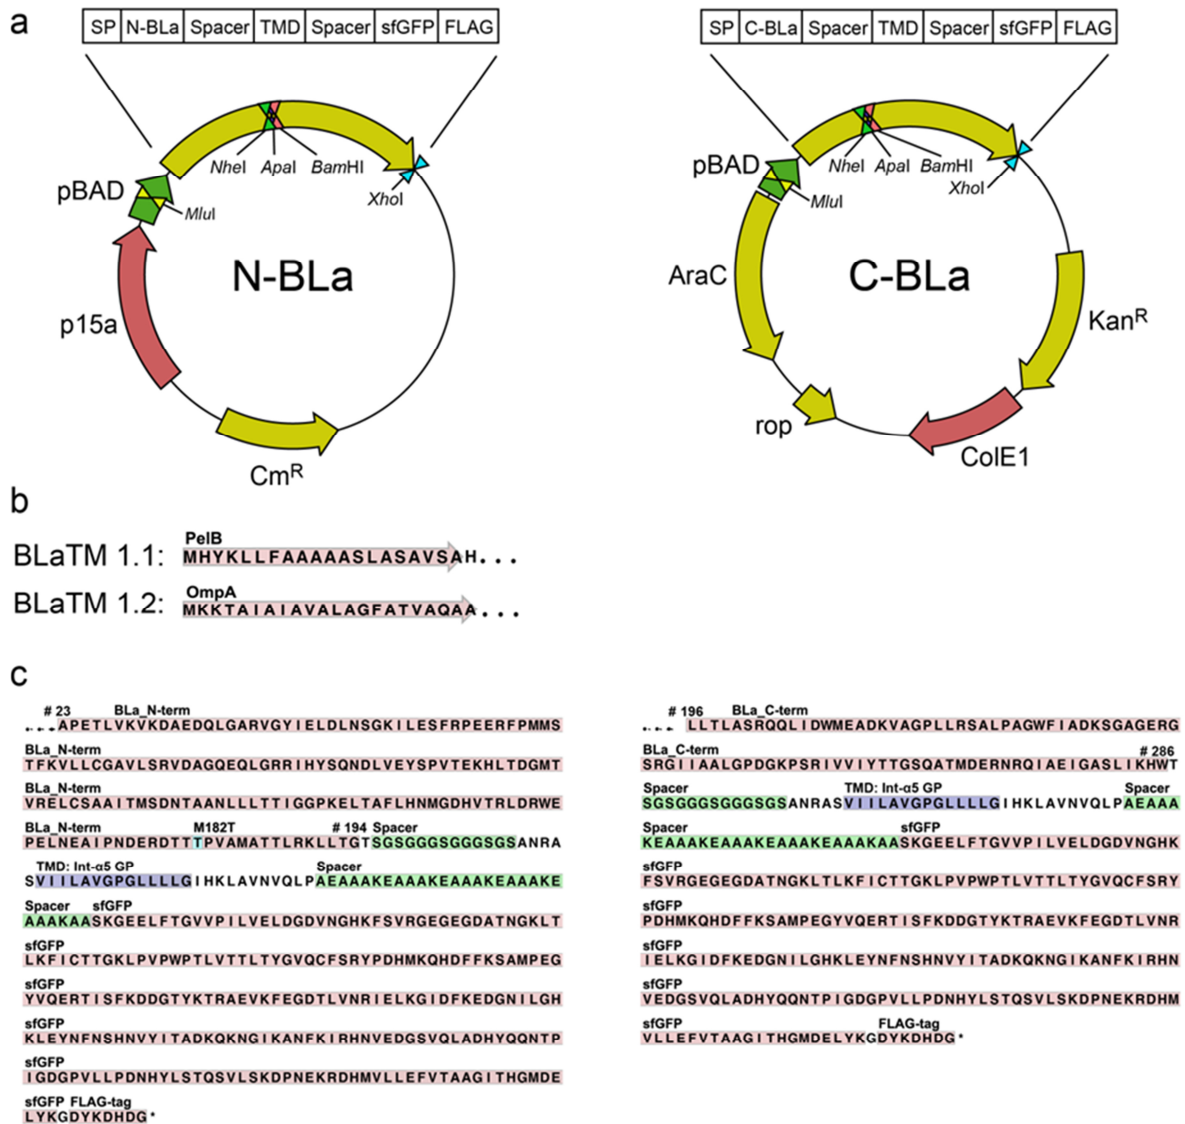 a
SP N-BLa Spacer TMD Spacer sfGFP FLAG
NheI ApaI BamHI
XhoI
pBAD
MluI
N-BLa
p15a
CmR
SP C-BLa Spacer TMD Spacer sfGFP FLAG
NheI ApaI BamHI
XhoI
pBAD
MluI
AraC
C-BLa
KanR
rop
ColE1
b
PelB
BLaTM 1.1: MHYKLLFAAAAASLASAVSAH...
OmpA
BLaTM 1.2: MKKTAIAIAVALAGFATVAQAA...
c
# 23 BLa_N-term
APETLVKVKDAEDQLGARVGYIELDLNSGKILESFRPEERFPMMS
BLa_N-term
TFKVLLCGAVLSRVDAGQEQLGRRIHYSQNDLVEYSPVTEKHLTDGMT
BLa_N-term
VRELCSAAITMSDNTAANLLLTTIGGPKELTAFLHNMGDHVTRLDRWE
BLa_N-term M182T # 194 Spacer
PELNEAIPNDERDTTTPVAMATTLRKLLTGTSGSGGGSGGGSGSANRA
TMD: Int-α5 GP Spacer
SVIILAVGPGLLLLGIHKLAVNVQLPAEAAAKEAAAKEAAAKEAAAKE
Spacer sfGFP
AAAKAASKGEELFTGVVPILVELDGDVNGHKFSVRGEGEGDATNGKLT
sfGFP
LKFICTTGKLPVPWPTLVTTLTYGVQCFSRYPDHMKQHDFFKSAMPEG
sfGFP
YVQERTISFKDDGTYKTRAEVKFEGDTLVNRIELKGIDFKEDGNILGH
sfGFP
KLEYNFNSHNVYITADKQKNGIKANFKIRHNVEDGSVQLADHYQQNTP
sfGFP
IGDGPVLLPDNHYLSTQSVLSKDPNEKRDHMVLLEFVTAAGITHGMDE
sfGFP FLAG-tag
LYKGDYKDHDG*
# 196 BLa_C-term
LLTLASRQQLIDWMEADKVAGPLLRSALPAGWFIADKSGAGERG
BLa_C-term # 286
SRGIIAALGPDGKPSRIVVIYTTGSQATMDERNRQIAEIGASLIKHWT
Spacer TMD: Int-α5 GP Spacer
SGSGGGSGGGSGSANRASVIILAVGPGLLLLGIHKLAVNVQLPAEAAA
Spacer sfGFP
KEAAAKEAAAKEAAAKEAAAKAASKGEELFTGVVPILVELDGDVNGHK
sfGFP
FSVRGEGEGDATNGKLTLKFICTTGKLPVPWPTLVTTLTYGVQCFSRY
sfGFP
PDHMKQHDFFKSAMPEGYVQERTISFKDDGTYKTRAEVKFEGDTLVNR
sfGFP
IELKGIDFKEDGNILGHKLEYNFNSHNVYITADKQKNGIKANFKIRHN
sfGFP
VEDGSVQLADHYQQNTPIGDGPVLLPDNHYLSTQSVLSKDPNEKRDHM
sfGFP FLAG-tag
VLLEFVTAAGITHGMDELYKGDYKDHDG*